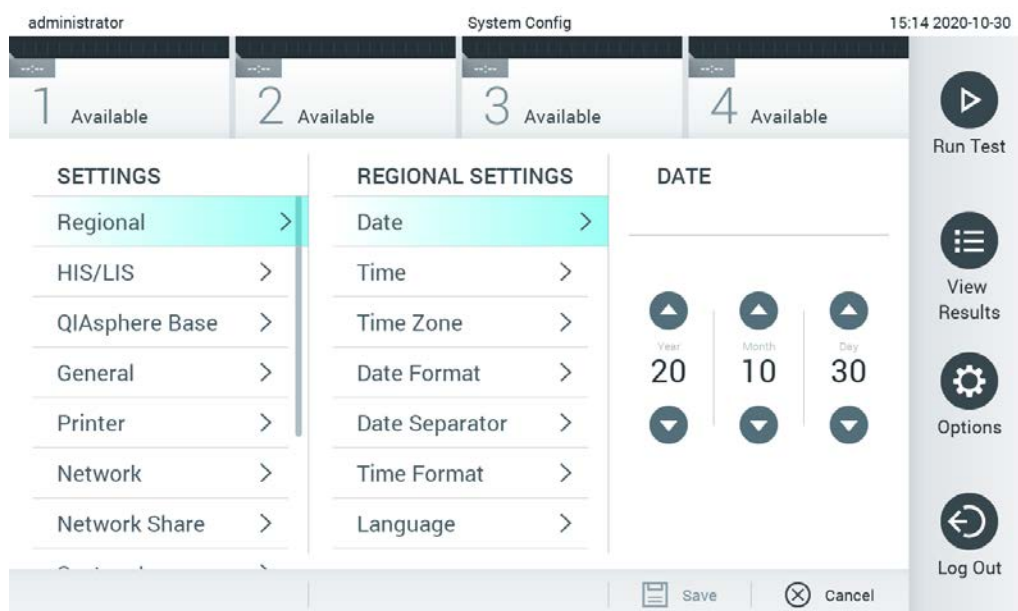 administrator System Config 15:14 2020-10-30
--:-- --:-- --:-- --:--
1 Available 2 Available 3 Available 4 Available
Run Test
SETTINGS REGIONAL SETTINGS DATE
Regional Date
HIS/LIS Time
View
Results
QIAsphere Base Time Zone
Year Month Day
General Date Format 20 10 30
Printer Date Separator
Options
Network Time Format
Network Share Language
Log Out
Save Cancel